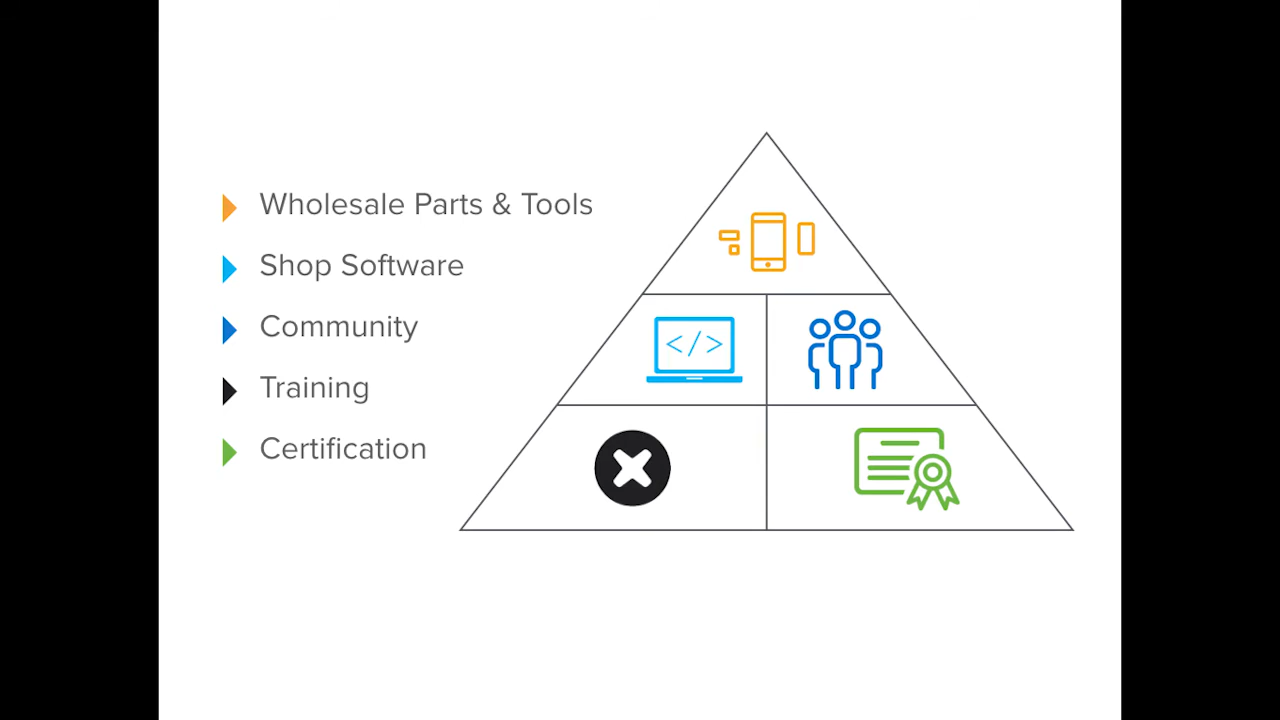 Wholesale Parts & Tools
Shop Software
Community
Training
Certification
</>